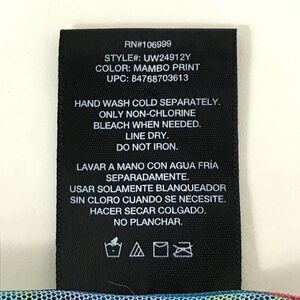 RN#106999
STYLE#: UW24912Y
COLOR: MAMBO PRINT
UPC: 84768703613
HAND WASH COLD SEPARATELY.
ONLY NON-CHLORINE
BLEACH WHEN NEEDED.
LINE DRY.
DO NOT IRON.
LAVAR A MANO CON AGUA FRÍA
SEPARADAMENTE.
USAR SOLAMENTE BLANQUEADOR
SIN CLORO CUANDO SE NECESITE.
HACER SECAR COLGADO.
NO PLANCHAR.